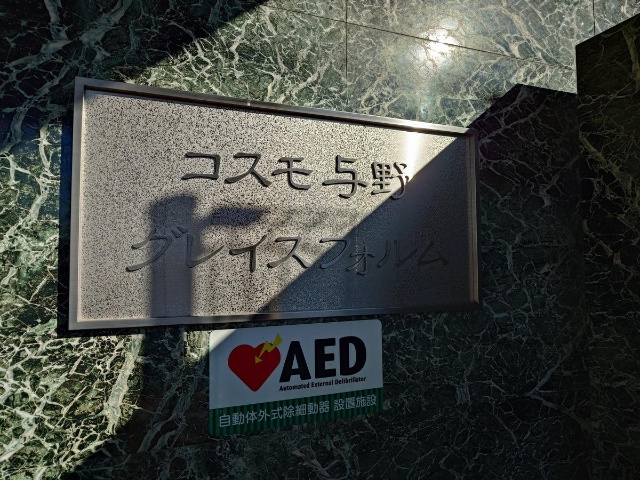 コスモ与野
グレイスフォルム
AED
Automated External Defibrillator
自動体外式除細動器 設置施設